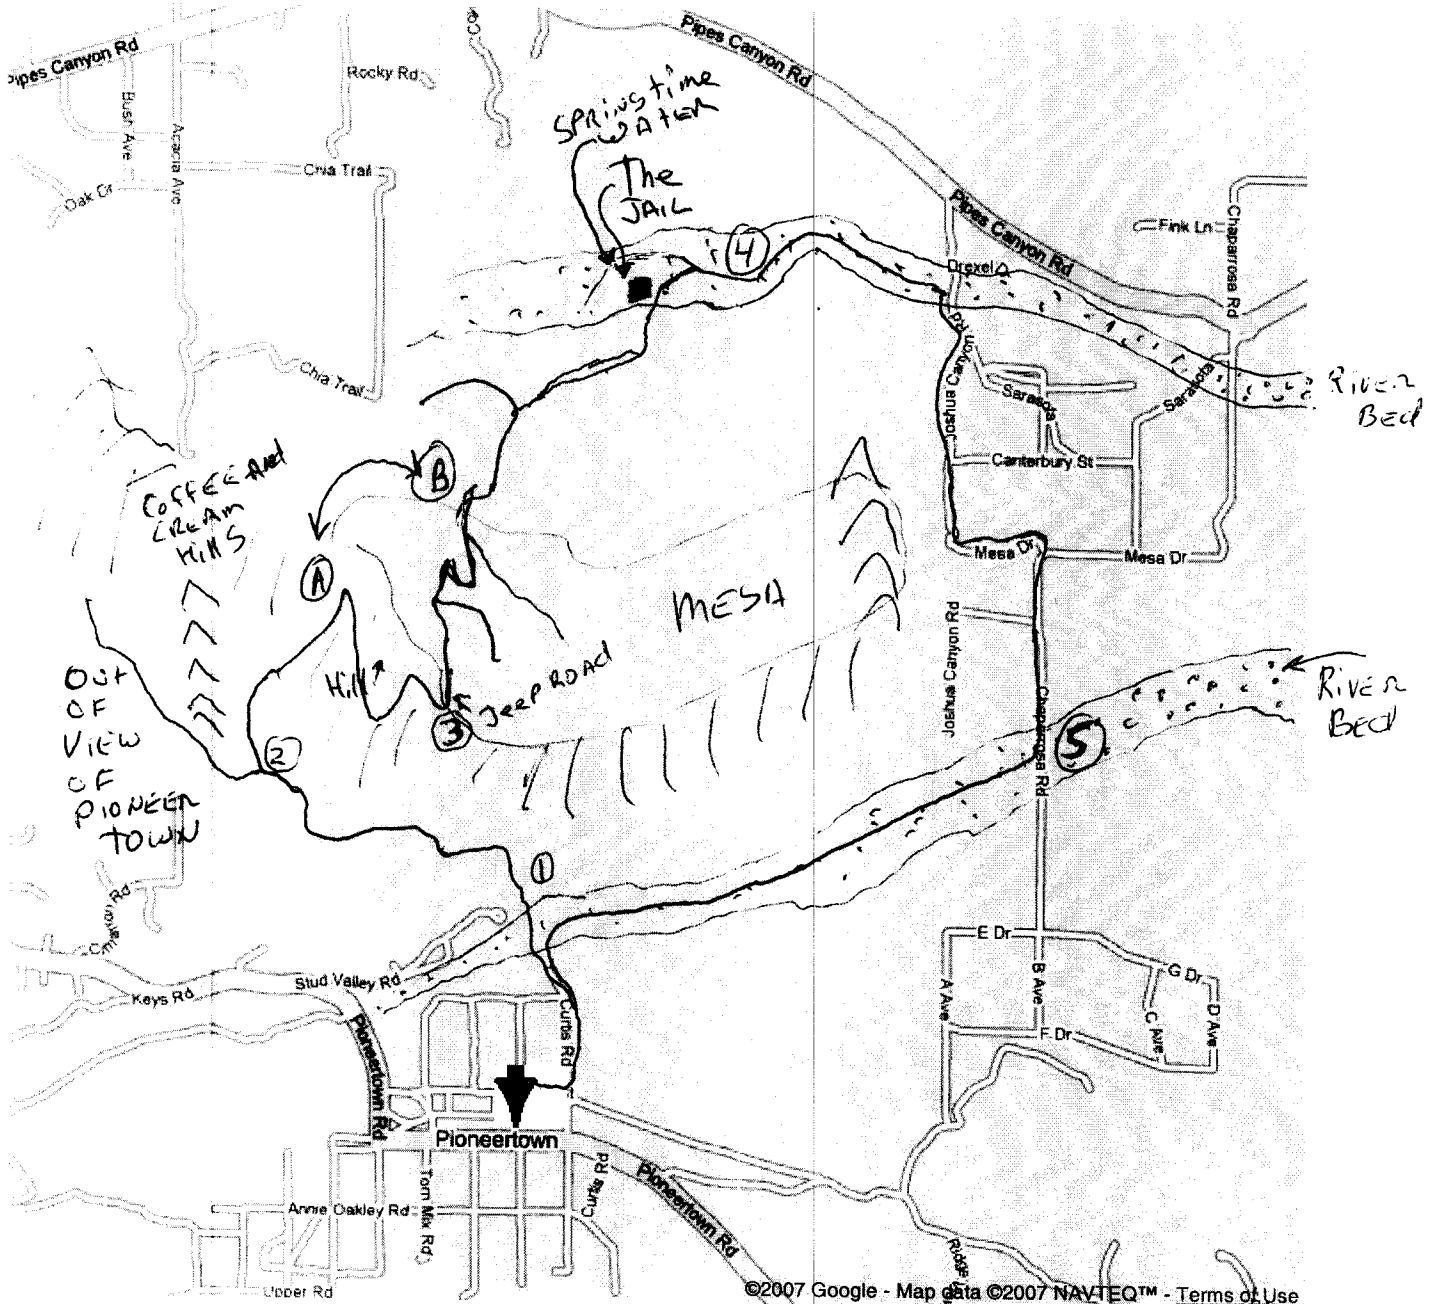 Pipes Canyon Rd
Pipes Canyon Rd
Rocky Rd
Bush Ave
Acacia Ave
Chia Trail
Oak Dr
SPRINGtime
WATER
The
JAIL
4
Pipes Canyon Rd
Fink Ln
Chaparrosa Rd
Drexel
Chia Trail
Joshua Canyon Rd
Sarasota
Sarasota
RIVER
BED
Canterbury St
COFFEE And
CREAM
HillS
B
A
Mesa Dr
Mesa Dr
MESA
Joshua Canyon Rd
OUT
OF
VIEW
OF
PIONEER
TOWN
Hill
Jeep ROAd
3
2
RIVER
BED
Chaparrosa Rd
5
1
E Dr
G Dr
Stud Valley Rd
Keys Rd
A Ave
B Ave
C Ave
D Ave
F Dr
Curtis Rd
Pioneertown Rd
Pioneertown
Annie Oakley Rd
Tom Mix Rd
Curtis Rd
Pioneertown Rd
Upper Rd
Ridge
©2007 Google - Map data ©2007 NAVTEQ™ - Terms of Use